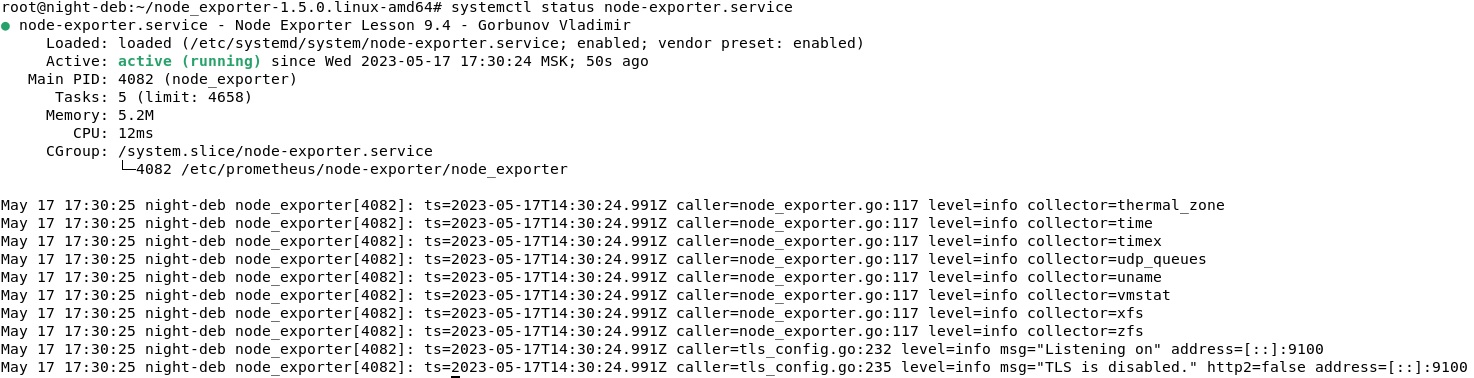 root@night-deb:~/node_exporter-1.5.0.linux-amd64# systemctl status node-exporter.service
● node-exporter.service - Node Exporter Lesson 9.4 - Gorbunov Vladimir
     Loaded: loaded (/etc/systemd/system/node-exporter.service; enabled; vendor preset: enabled)
     Active: active (running) since Wed 2023-05-17 17:30:24 MSK; 50s ago
   Main PID: 4082 (node_exporter)
      Tasks: 5 (limit: 4658)
     Memory: 5.2M
        CPU: 12ms
     CGroup: /system.slice/node-exporter.service
             └─4082 /etc/prometheus/node-exporter/node_exporter

May 17 17:30:25 night-deb node_exporter[4082]: ts=2023-05-17T14:30:24.991Z caller=node_exporter.go:117 level=info collector=thermal_zone
May 17 17:30:25 night-deb node_exporter[4082]: ts=2023-05-17T14:30:24.991Z caller=node_exporter.go:117 level=info collector=time
May 17 17:30:25 night-deb node_exporter[4082]: ts=2023-05-17T14:30:24.991Z caller=node_exporter.go:117 level=info collector=timex
May 17 17:30:25 night-deb node_exporter[4082]: ts=2023-05-17T14:30:24.991Z caller=node_exporter.go:117 level=info collector=udp_queues
May 17 17:30:25 night-deb node_exporter[4082]: ts=2023-05-17T14:30:24.991Z caller=node_exporter.go:117 level=info collector=uname
May 17 17:30:25 night-deb node_exporter[4082]: ts=2023-05-17T14:30:24.991Z caller=node_exporter.go:117 level=info collector=vmstat
May 17 17:30:25 night-deb node_exporter[4082]: ts=2023-05-17T14:30:24.991Z caller=node_exporter.go:117 level=info collector=xfs
May 17 17:30:25 night-deb node_exporter[4082]: ts=2023-05-17T14:30:24.991Z caller=node_exporter.go:117 level=info collector=zfs
May 17 17:30:25 night-deb node_exporter[4082]: ts=2023-05-17T14:30:24.991Z caller=tls_config.go:232 level=info msg="Listening on" address=[::]:9100
May 17 17:30:25 night-deb node_exporter[4082]: ts=2023-05-17T14:30:24.991Z caller=tls_config.go:235 level=info msg="TLS is disabled." http2=false address=[::]:9100